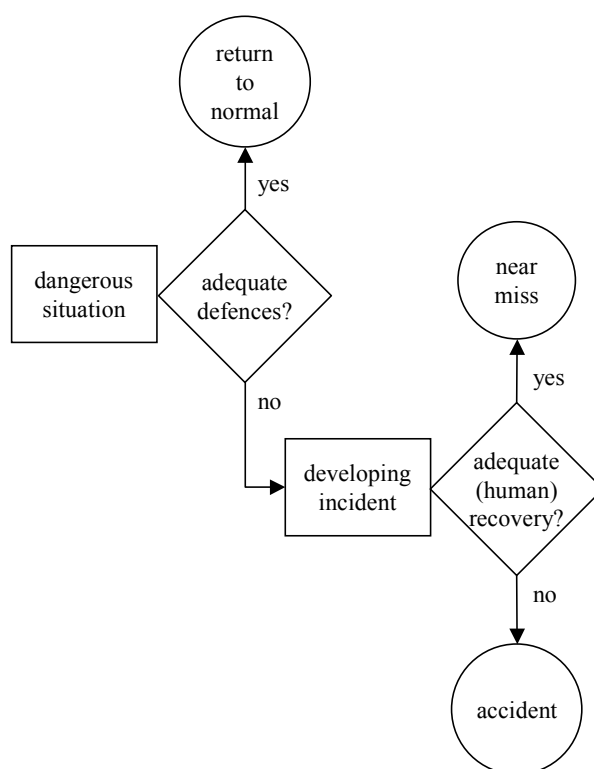 return
to
normal
yes
dangerous
situation
adequate
defences?
no
near
miss
yes
developing
incident
adequate
(human)
recovery?
no
accident